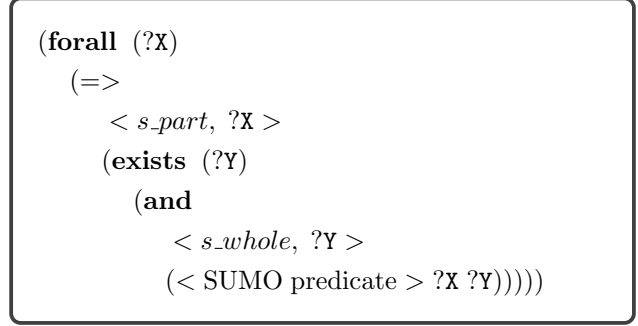 (forall (?X)
(=>
< s_part, ?X >
(exists (?Y)
(and
< s_whole, ?Y >
(< SUMO predicate > ?X ?Y)))))